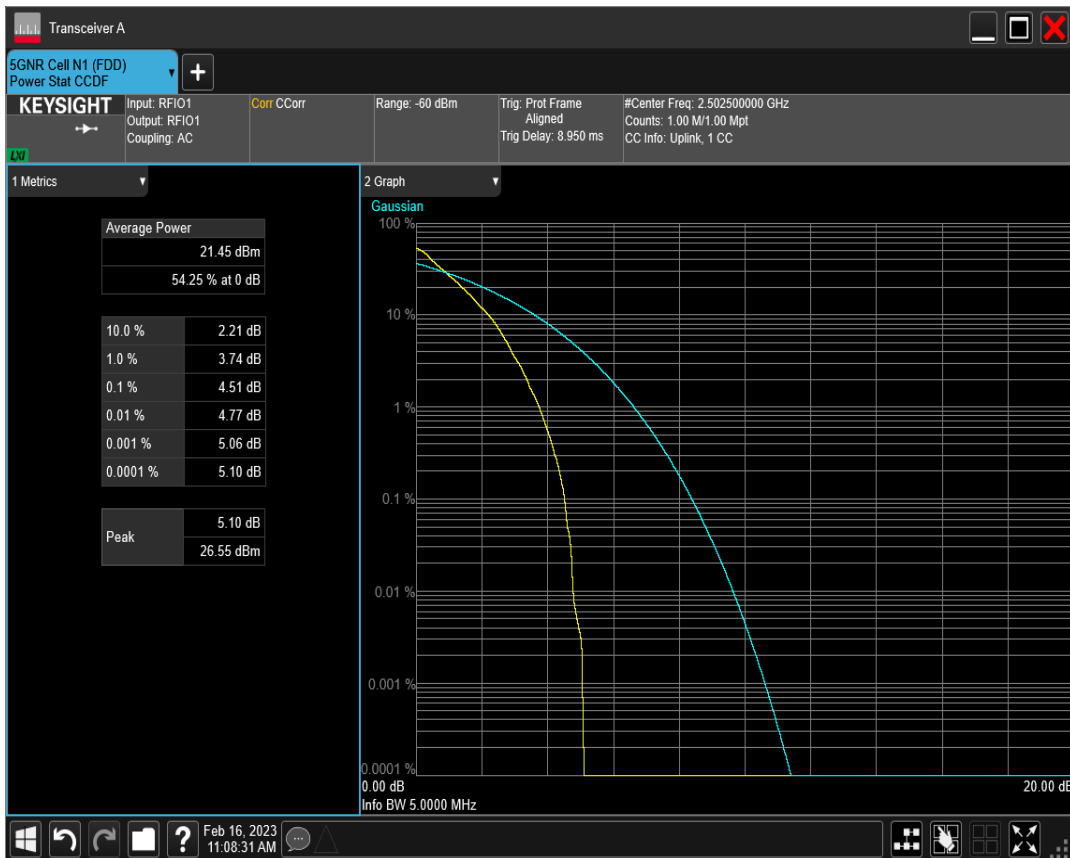 Transceiver A
5GNR Cell N1 (FDD)
Power Stat CCDF
KEYSIGHT
LXI
Input: RFIO1
Output: RFIO1
Coupling: AC
Corr CCorr
Range: -60 dBm
Trig: Prot Frame
Aligned
Trig Delay: 8.950 ms
#Center Freq: 2.502500000 GHz
Counts: 1.00 M/1.00 Mpt
CC Info: Uplink, 1 CC
1 Metrics
Average Power
21.45 dBm
54.25 % at 0 dB
10.0 % 2.21 dB
1.0 % 3.74 dB
0.1 % 4.51 dB
0.01 % 4.77 dB
0.001 % 5.06 dB
0.0001 % 5.10 dB
Peak
5.10 dB
26.55 dBm
2 Graph
Gaussian
100 %
10 %
1 %
0.1 %
0.01 %
0.001 %
0.0001 %
0.00 dB 20.00 dB
Info BW 5.0000 MHz
?
Feb 16, 2023
11:08:31 AM